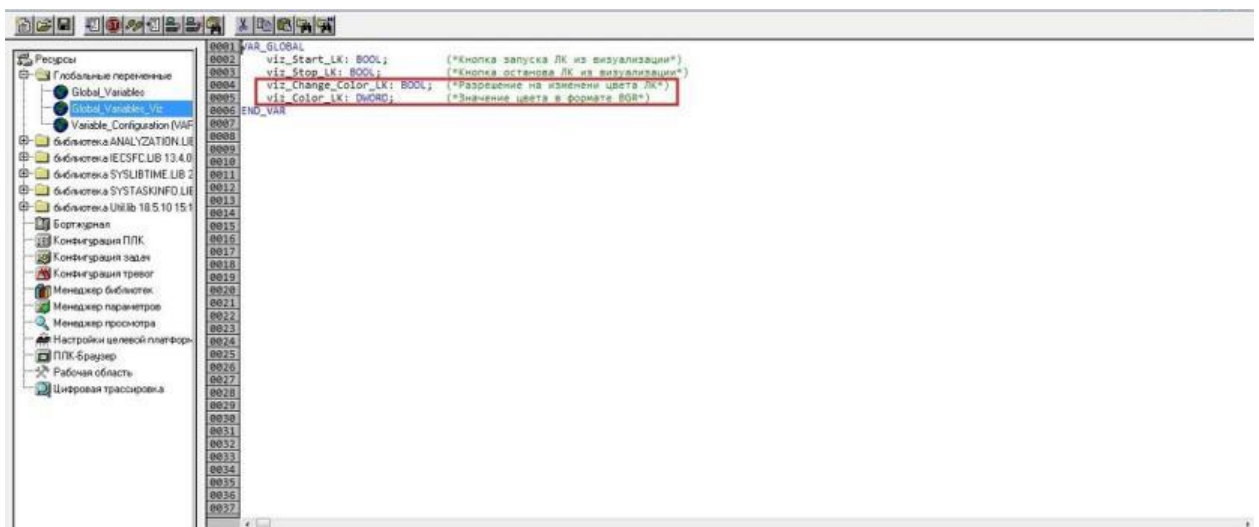 Ресурсы
Глобальные переменные
Global_Variables
Global_Variables_Viz
Variable_Configuration (VAR
библиотека ANALYZATION.LIB
библиотека IECSFC.LIB 13.4.0
библиотека SYSLIBTIME.LIB 2
библиотека SYSTASKINFO.LIB
библиотека Util.lib 18.5.10 15:1
Бортжурнал
Конфигурация ПЛК
Конфигурация задач
Конфигурация тревог
Менеджер библиотек
Менеджер параметров
Менеджер просмотра
Настройки целевой платфор
ПЛК-Браузер
Рабочая область
Цифровая трассировка
0001 VAR_GLOBAL
0002 viz_Start_LK: BOOL; (*Кнопка запуска ЛК из визуализации*)
0003 viz_Stop_LK: BOOL; (*Кнопка останова ЛК из визуализации*)
0004 viz_Change_Color_LK: BOOL; (*Разрешение на изменени цвета ЛК*)
0005 viz_Color_LK: DWORD; (*Значение цвета в формате BGR*)
0006 END_VAR
0007
0008
0009
0010
0011
0012
0013
0014
0015
0016
0017
0018
0019
0020
0021
0022
0023
0024
0025
0026
0027
0028
0029
0030
0031
0032
0033
0034
0035
0036
0037